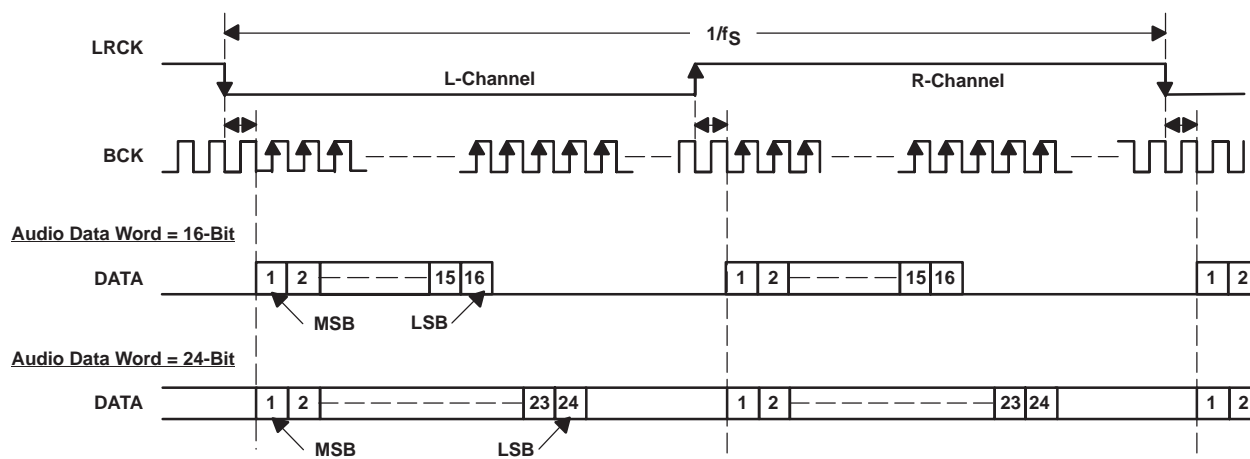 1/fS
LRCK
L-Channel
R-Channel
BCK
Audio Data Word = 16-Bit
DATA
1 2 15 16 1 2 15 16 1 2
MSB LSB
Audio Data Word = 24-Bit
DATA
1 2 23 24 1 2 23 24 1 2
MSB LSB